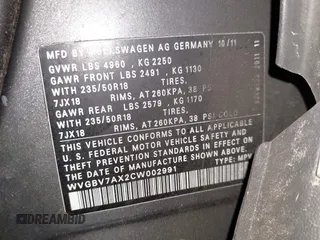 MFD BY VOLKSWAGEN AG GERMANY 10/11
GVWR LBS 4960 , KG 2250
GAWR FRONT LBS 2491 , KG 1130
WITH 235/50R18 TIRES,
7JX18 RIMS, AT 260KPA, 38 PSI
GAWR REAR LBS 2579 , KG 1170
WITH 235/50R18 TIRES,
7JX18 RIMS, AT 260KPA, 38 PSI COLD
THIS VEHICLE CONFORMS TO ALL APPLICABLE
FEDERAL MOTOR VEHICLE SAFETY AND
THEFT PREVENTION STANDARDS IN EFFECT ON
THE DATE OF MANUFACTURE SHOWN ABOVE.
WVGBV7AX2CW002991 TYPE: MPV
DREAMBID